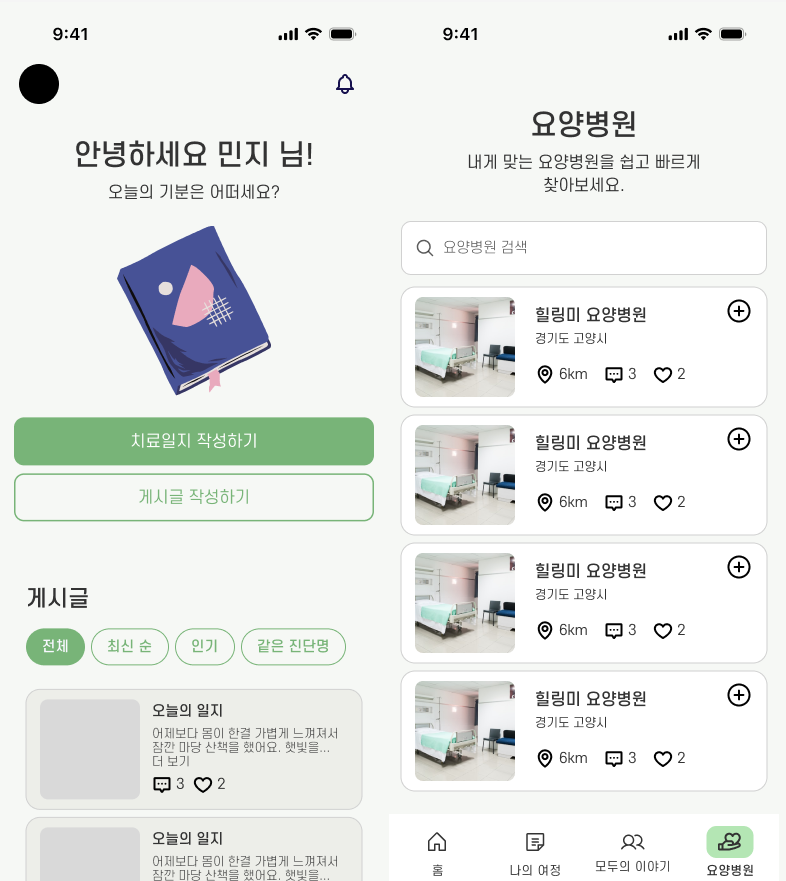 9:41
안녕하세요 민지 님!
오늘의 기분은 어떠세요?
치료일지 작성하기
게시글 작성하기
게시글
전체
최신 순
인기
같은 진단명
오늘의 일지
어제보다 몸이 한결 가볍게 느껴져서
잠깐 마당 산책을 했어요. 햇빛을...
더 보기
3 2
오늘의 일지
어제보다 몸이 한결 가볍게 느껴져서
잠깐 마당 산책을 했어요. 햇빛을...
9:41
요양병원
내게 맞는 요양병원을 쉽고 빠르게
찾아보세요.
요양병원 검색
힐링미 요양병원
경기도 고양시
6km 3 2
힐링미 요양병원
경기도 고양시
6km 3 2
힐링미 요양병원
경기도 고양시
6km 3 2
힐링미 요양병원
경기도 고양시
6km 3 2
홈
나의 여정
모두의 이야기
요양병원